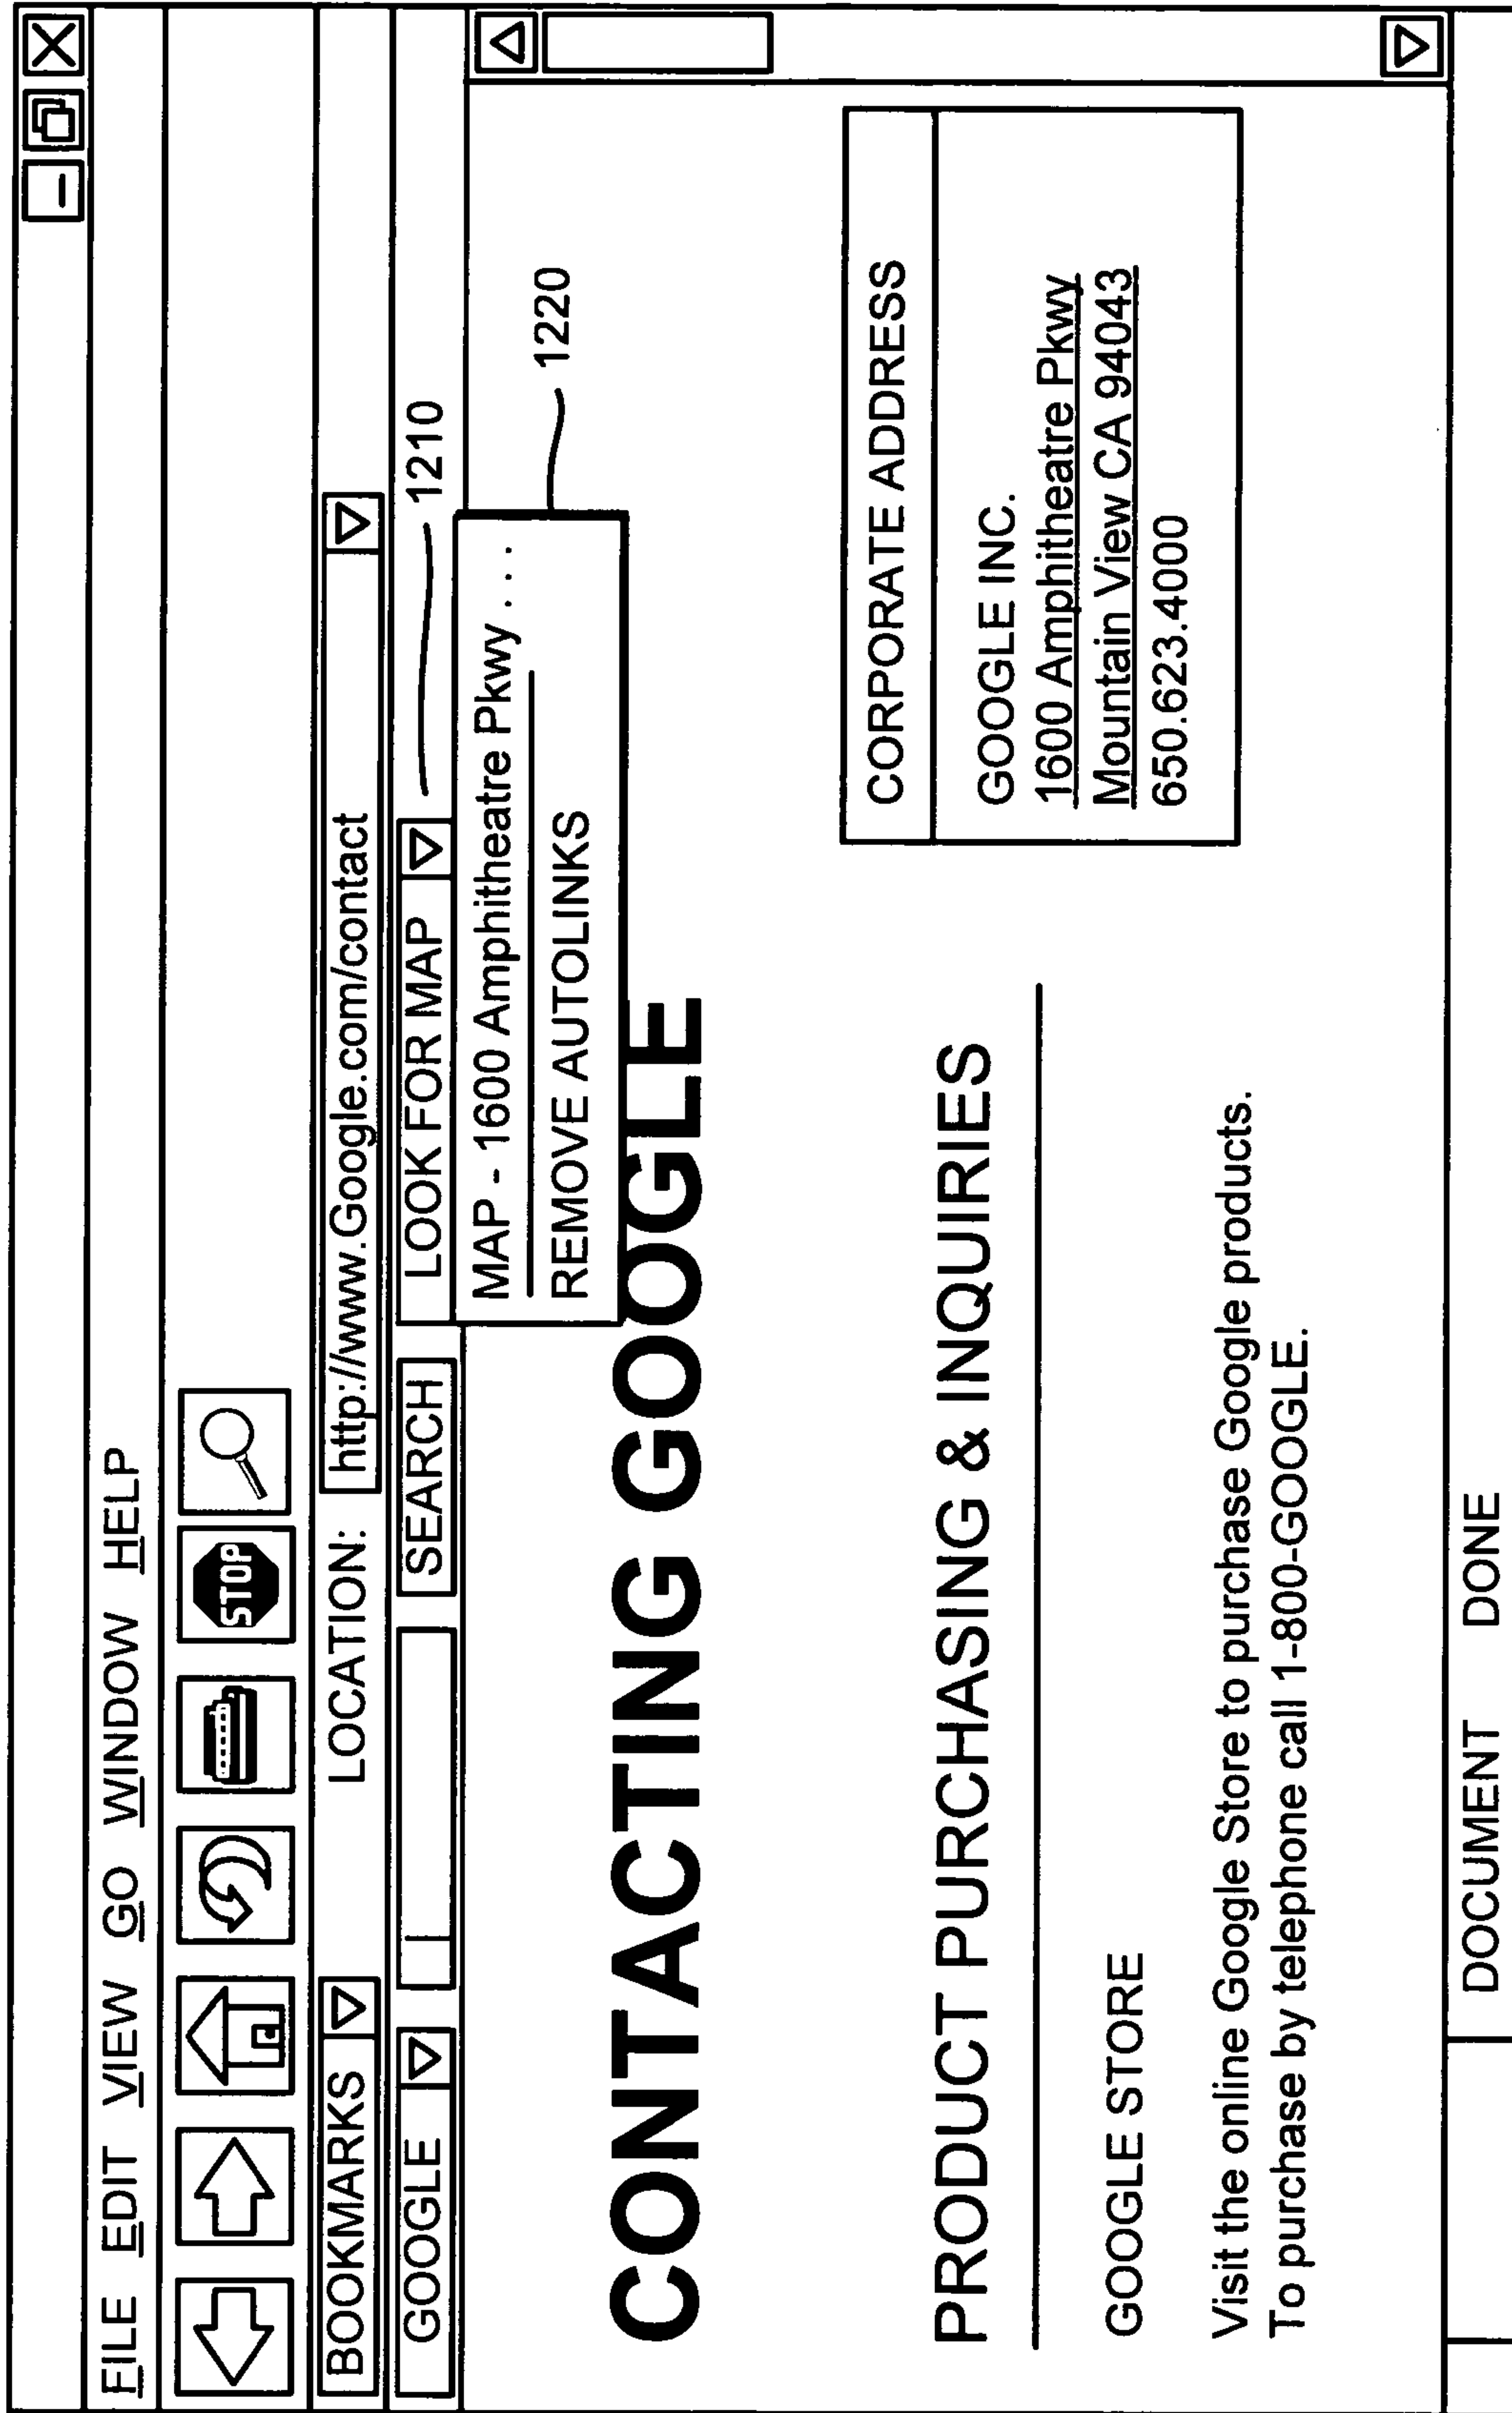 FILE EDIT VIEW GO WINDOW HELP
STOP
BOOKMARKS LOCATION: http://www.Google.com/contact
GOOGLE SEARCH LOOK FOR MAP 1210
MAP - 1600 Amphitheatre Pkwy . . .
REMOVE AUTOLINKS
1220
CONTACTING GOOGLE
PRODUCT PURCHASING & INQUIRIES
GOOGLE STORE
Visit the online Google Store to purchase Google products.
To purchase by telephone call 1-800-GOOGLE.
CORPORATE ADDRESS
GOOGLE INC.
1600 Amphitheatre Pkwy
Mountain View CA 94043
650.623.4000
DOCUMENT DONE